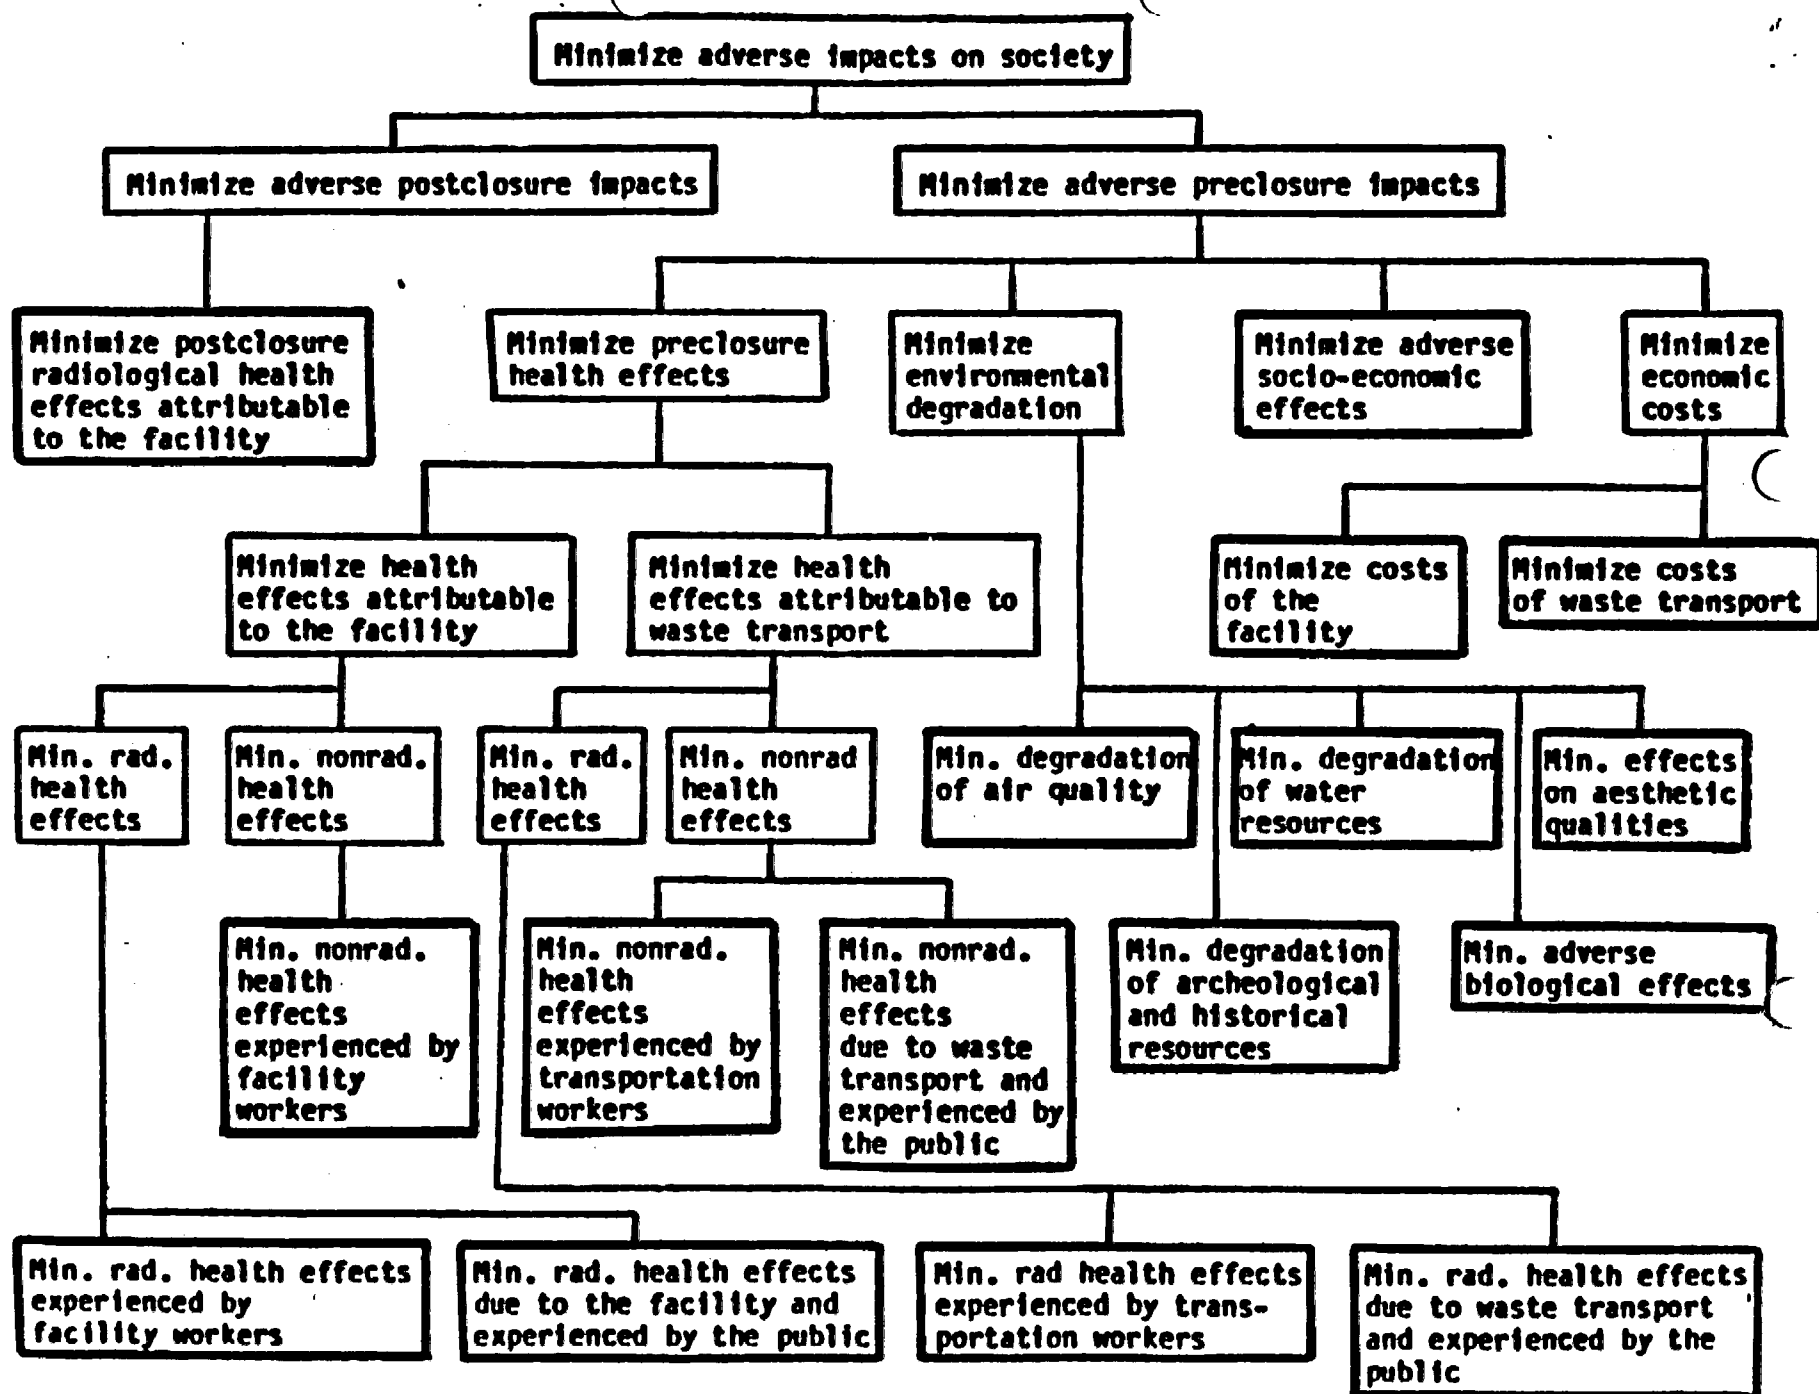 Minimize adverse impacts on society
Minimize adverse postclosure impacts
Minimize adverse preclosure impacts
Minimize postclosure
radiological health
effects attributable
to the facility
Minimize preclosure
health effects
Minimize
environmental
degradation
Minimize adverse
socio-economic
effects
Minimize
economic
costs
Minimize health
effects attributable
to the facility
Minimize health
effects attributable to
waste transport
Minimize costs
of the
facility
Minimize costs
of waste transport
Min. rad.
health
effects
Min. nonrad.
health
effects
Min. rad.
health
effects
Min. nonrad
health
effects
Min. degradation
of air quality
Min. degradation
of water
resources
Min. effects
on aesthetic
qualities
Min. nonrad.
health
effects
experienced by
facility
workers
Min. nonrad.
health
effects
experienced by
transportation
workers
Min. nonrad.
health
effects
due to waste
transport and
experienced by
the public
Min. degradation
of archeological
and historical
resources
Min. adverse
biological effects
Min. rad. health effects
experienced by
facility workers
Min. rad. health effects
due to the facility and
experienced by the public
Min. rad health effects
experienced by trans-
portation workers
Min. rad. health effects
due to waste transport
and experienced by the
public